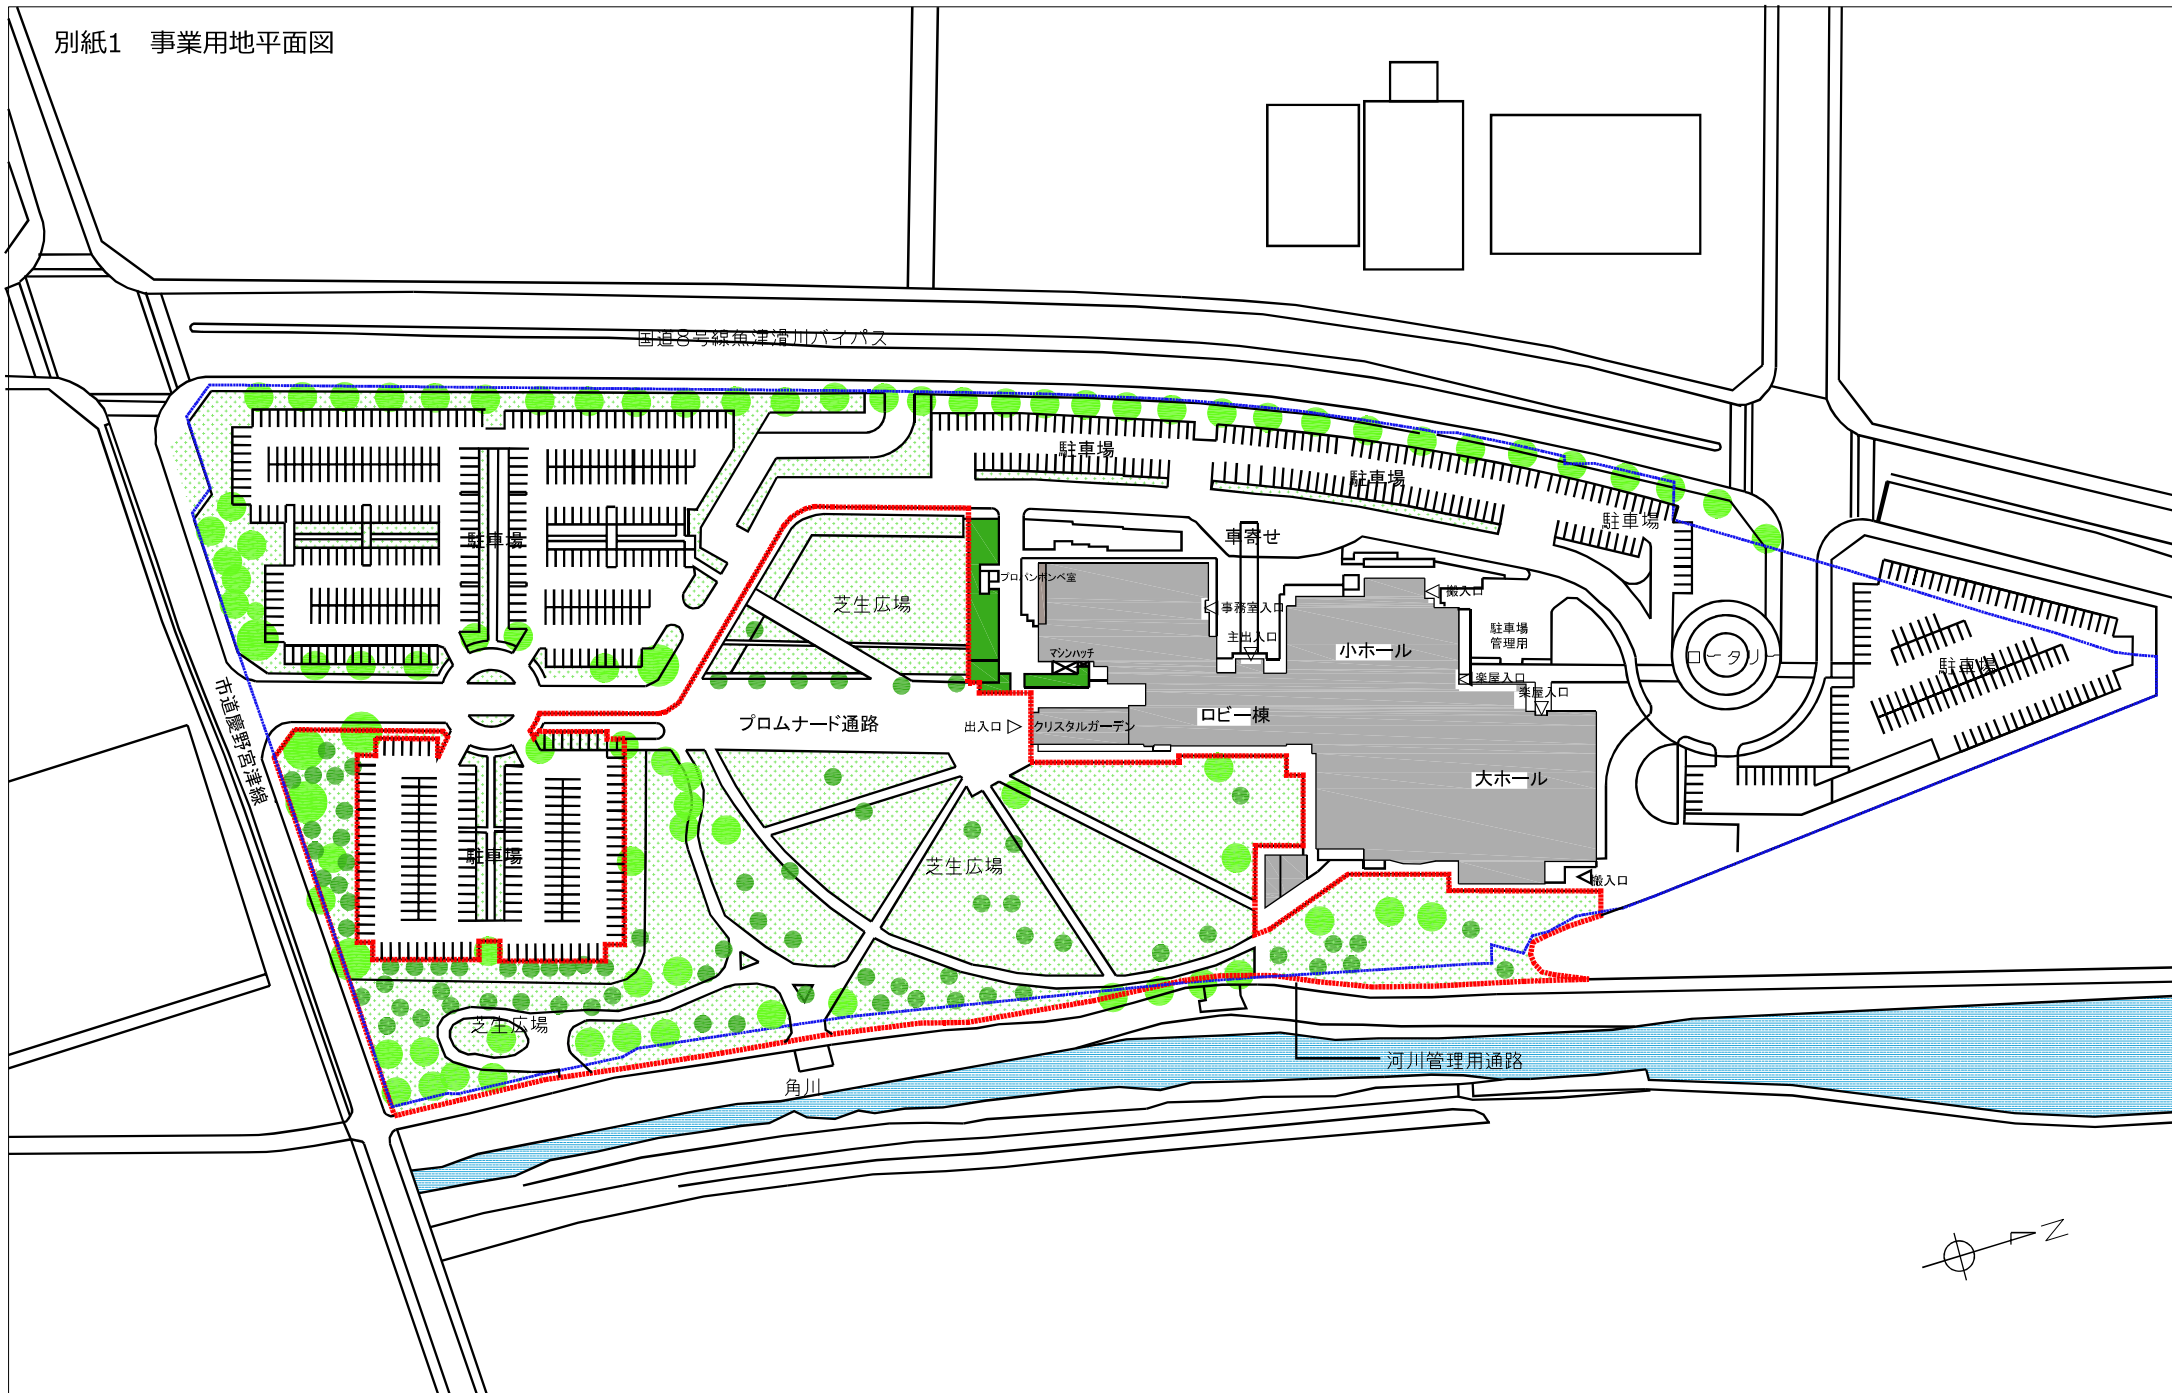 別紙1　事業用地平面図
国道8号線魚津滑川バイパス
駐車場
駐車場
駐車場
車寄せ
駐車場
プロパンボンベ室
芝生広場
事務室入口
搬入口
主出入口
駐車場
管理用
小ホール
マシンハッチ
ロータリー
駐車場
楽屋入口
楽屋入口
市道慶野宮津線
プロムナード通路
出入口
クリスタルガーデン
ロビー棟
大ホール
駐車場
芝生広場
搬入口
芝生広場
河川管理用通路
角川
N